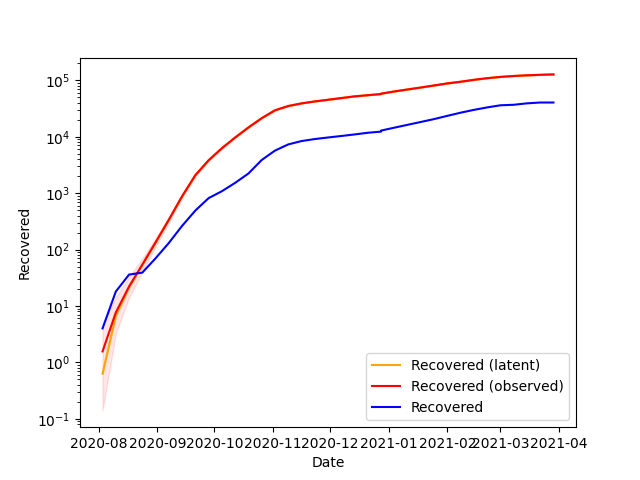 Recovered
10⁵
10⁴
10³
10²
10¹
10⁰
10⁻¹
Recovered (latent)
Recovered (observed)
Recovered
2020-08 2020-09 2020-10 2020-11 2020-12 2021-01 2021-02 2021-03 2021-04
Date